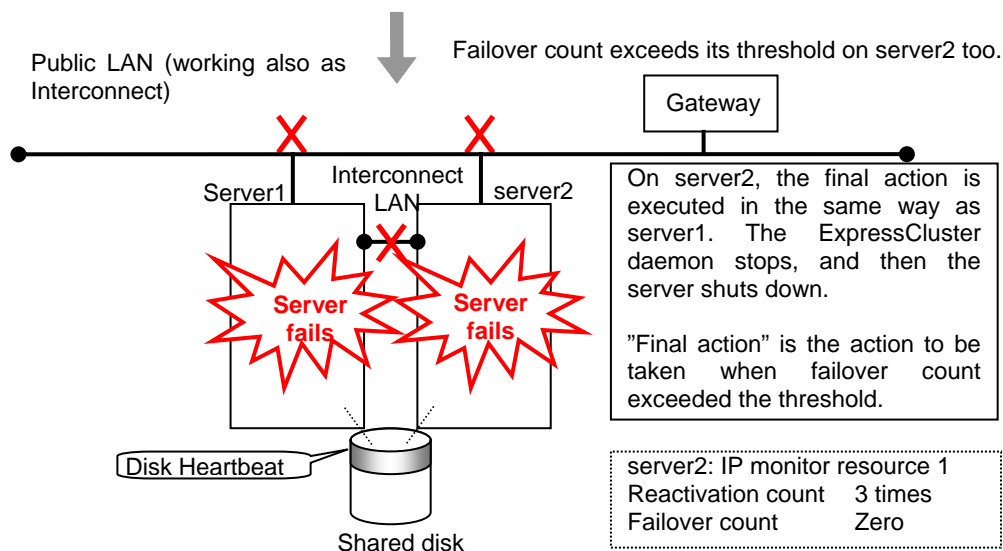 Failover count exceeds its threshold on server2 too.
Public LAN (working also as
Interconnect)
Gateway
Server1
Interconnect
LAN
server2
On server2, the final action is
executed in the same way as
server1. The ExpressCluster
daemon stops, and then the
server shuts down.
”Final action” is the action to be
taken when failover count
exceeded the threshold.
Server
fails
Server
fails
Disk Heartbeat
Shared disk
server2: IP monitor resource 1
Reactivation count 3 times
Failover count Zero